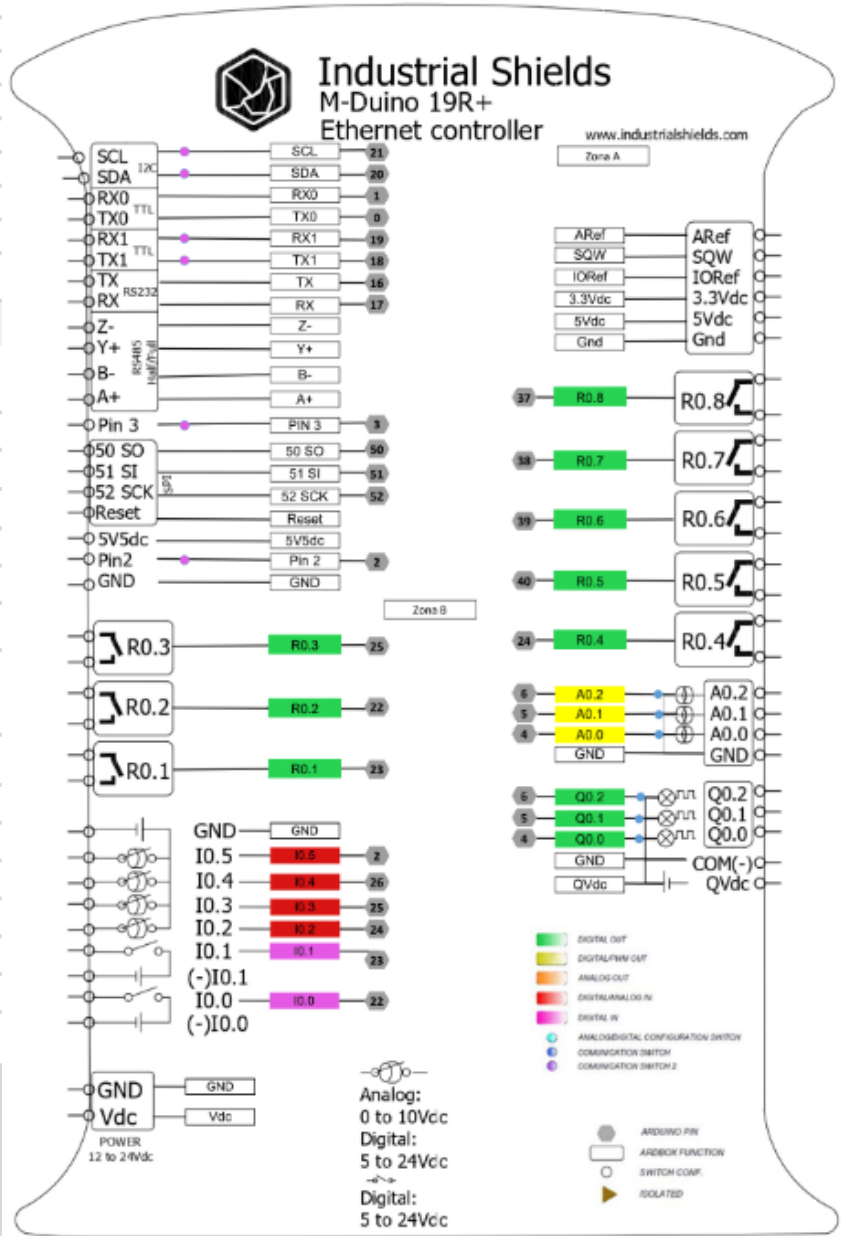 Industrial Shields
M-Duino 19R+
Ethernet controller
www.industrialshields.com
Zona A
SCL I2C SCL 21
SDA SDA 20
RX0 TTL RX0 1
TX0 TX0 0
RX1 TTL RX1 19
TX1 TX1 18
TX RS232 TX 16
RX RX 17
Z- RS485 Half/Full Z-
Y+ Y+
B- B-
A+ A+
Pin 3 PIN 3 3
50 SO SPI 50 SO 50
51 SI 51 SI 51
52 SCK 52 SCK 52
Reset Reset
5V5dc 5V5dc
Pin2 Pin 2 2
GND GND
Zona B
R0.3 R0.3 25
R0.2 R0.2 22
R0.1 R0.1 23
GND GND
I0.5 I0.5 2
I0.4 I0.4 26
I0.3 I0.3 25
I0.2 I0.2 24
I0.1 I0.1 23
(-)I0.1
I0.0 I0.0 22
(-)I0.0
GND GND
Vdc Vdc
POWER
12 to 24Vdc
Analog:
0 to 10Vdc
Digital:
5 to 24Vdc
Digital:
5 to 24Vdc
ARef ARef
SQW SQW
IORef IORef
3.3Vdc 3.3Vdc
5Vdc 5Vdc
Gnd Gnd
37 R0.8 R0.8
38 R0.7 R0.7
39 R0.6 R0.6
40 R0.5 R0.5
24 R0.4 R0.4
6 A0.2 A0.2
5 A0.1 A0.1
4 A0.0 A0.0
GND GND
6 Q0.2 Q0.2
5 Q0.1 Q0.1
4 Q0.0 Q0.0
GND COM(-)
QVdc QVdc
DIGITAL OUT
DIGITAL/PWM OUT
ANALOG OUT
DIGITAL/ANALOG IN
DIGITAL IN
ANALOG/DIGITAL CONFIGURATION SWITCH
COMUNICATION SWITCH
COMUNICATION SWITCH 2
ARDUINO PIN
ARDBOX FUNCTION
SWITCH CONF.
ISOLATED